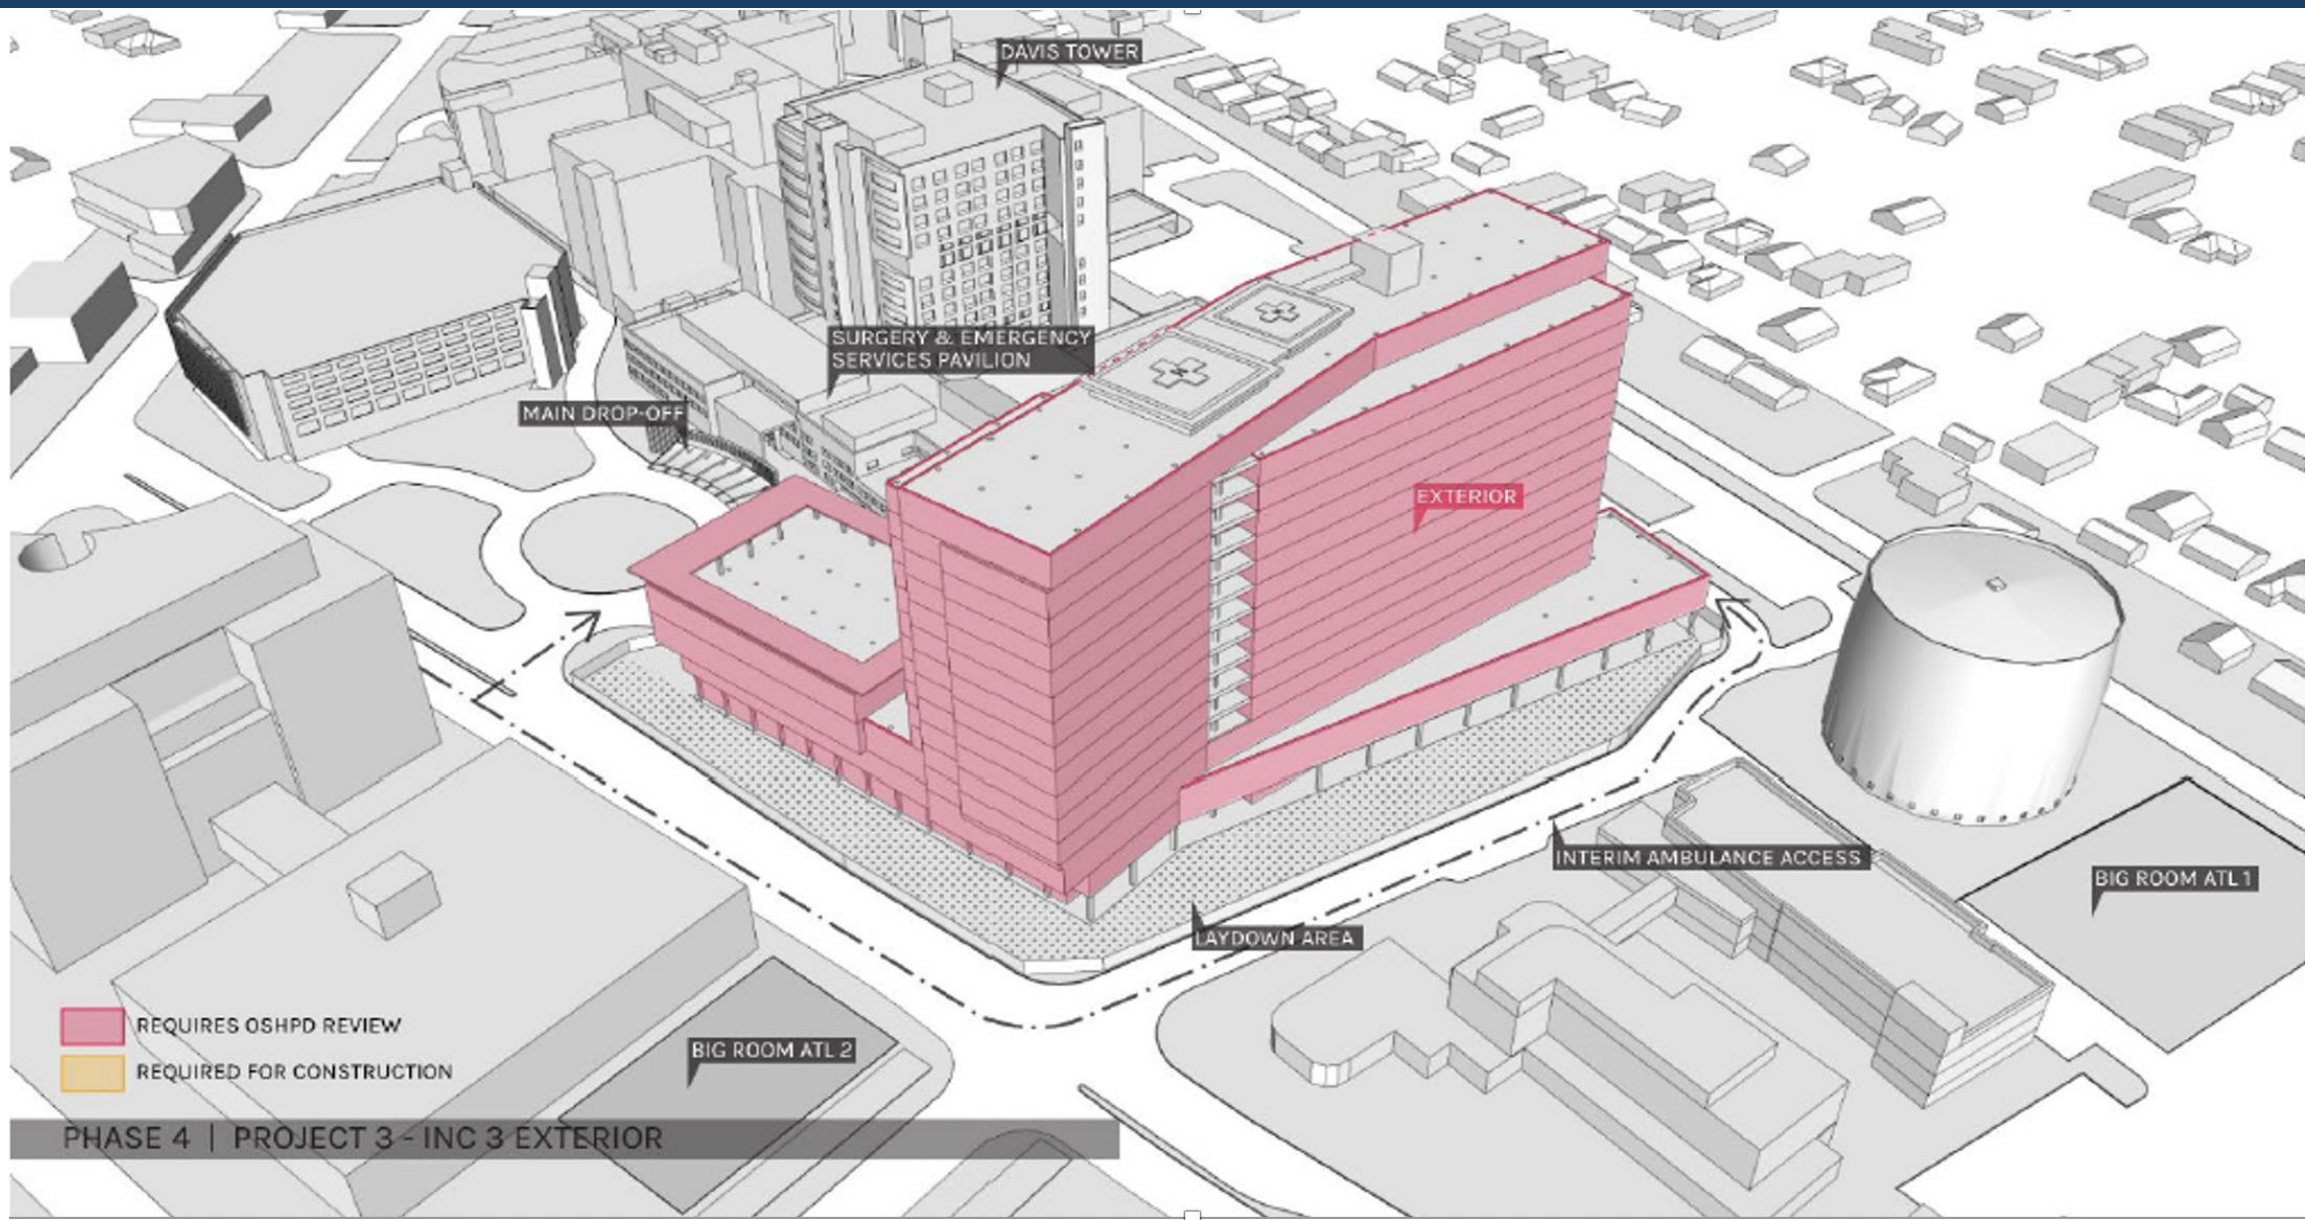 DAVIS TOWER
SURGERY & EMERGENCY
SERVICES PAVILION
MAIN DROP-OFF
EXTERIOR
INTERIM AMBULANCE ACCESS
BIG ROOM ATL 1
LAYDOWN AREA
REQUIRES OSHPD REVIEW
BIG ROOM ATL 2
REQUIRED FOR CONSTRUCTION
PHASE 4 | PROJECT 3 - INC 3 EXTERIOR